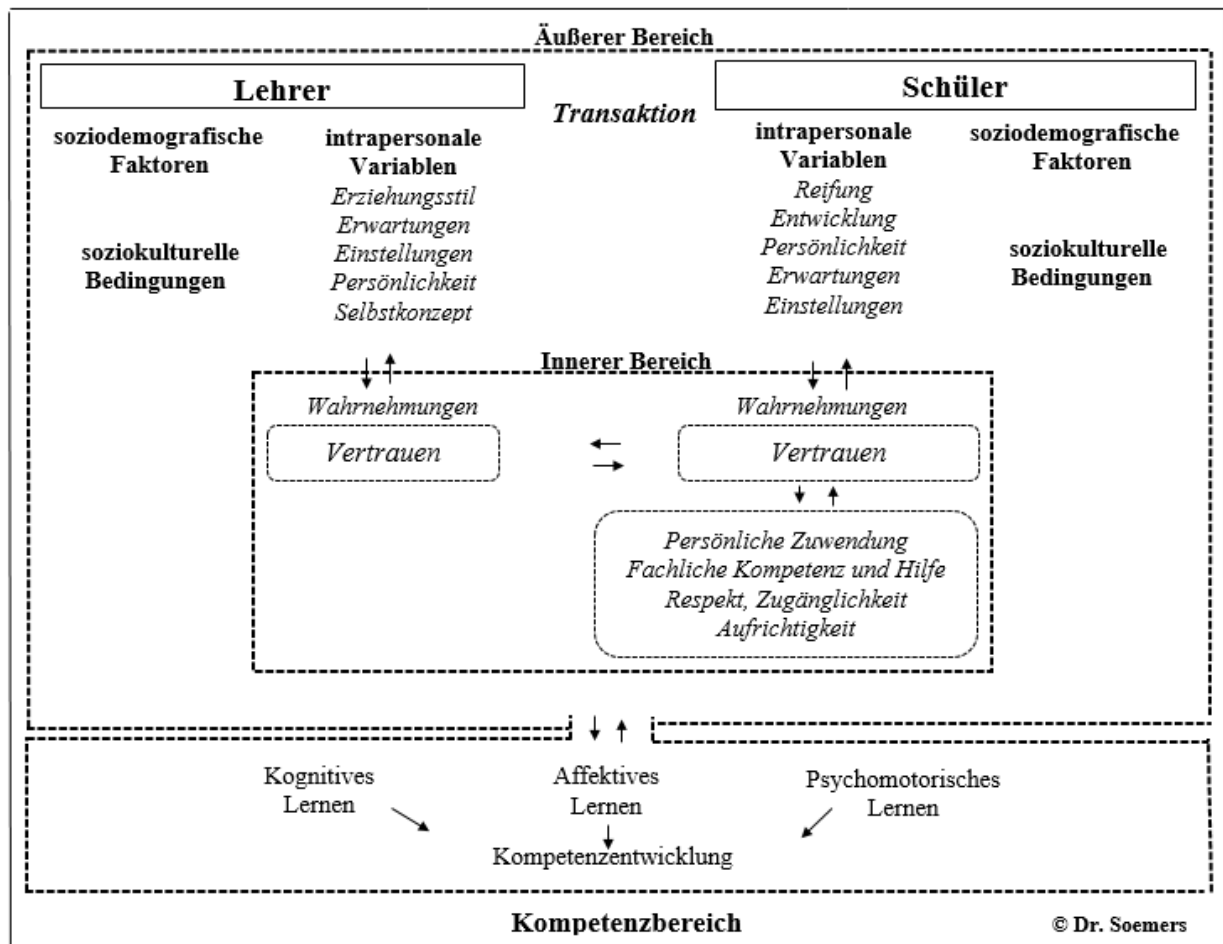 Äußerer Bereich
Lehrer
Schüler
Transaktion
soziodemografische
Faktoren
soziokulturelle
Bedingungen
intrapersonale
Variablen
Erziehungsstil
Erwartungen
Einstellungen
Persönlichkeit
Selbstkonzept
intrapersonale
Variablen
Reifung
Entwicklung
Persönlichkeit
Erwartungen
Einstellungen
soziodemografische
Faktoren
soziokulturelle
Bedingungen
Innerer Bereich
Wahrnehmungen
Vertrauen
Wahrnehmungen
Vertrauen
Persönliche Zuwendung
Fachliche Kompetenz und Hilfe
Respekt, Zugänglichkeit
Aufrichtigkeit
Kognitives
Lernen
Affektives
Lernen
Psychomotorisches
Lernen
Kompetenzentwicklung
Kompetenzbereich
© Dr. Soemers